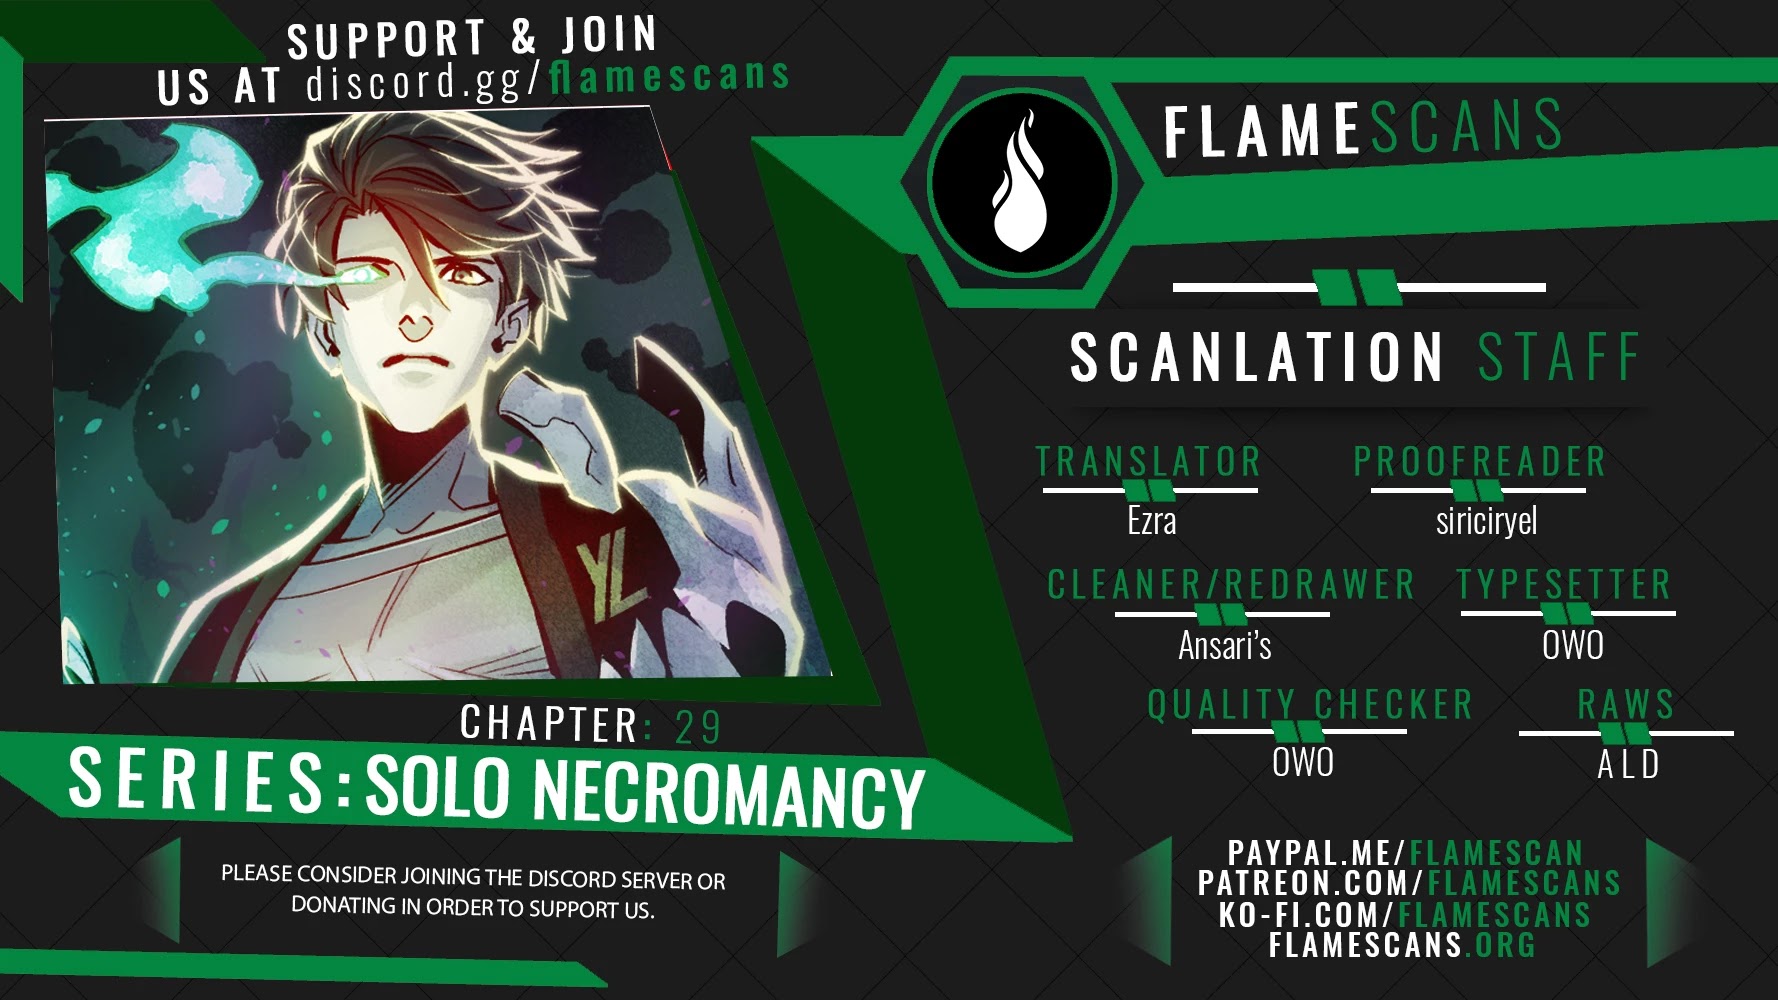 SUPPORT & JOIN
US AT discord.gg/flamescans
YL
CHAPTER: 29
SERIES: SOLO NECROMANCY
PLEASE CONSIDER JOINING THE DISCORD SERVER OR
DONATING IN ORDER TO SUPPORT US.
FLAMESCANS
SCANLATION STAFF
TRANSLATOR
Ezra
PROOFREADER
siriciryel
CLEANER/REDRAWER
Ansari's
TYPESETTER
OWO
QUALITY CHECKER
OWO
RAWS
ALD
PAYPAL.ME/FLAMESCAN
PATREON.COM/FLAMESCANS
KO-FI.COM/FLAMESCANS
FLAMESCANS.ORG